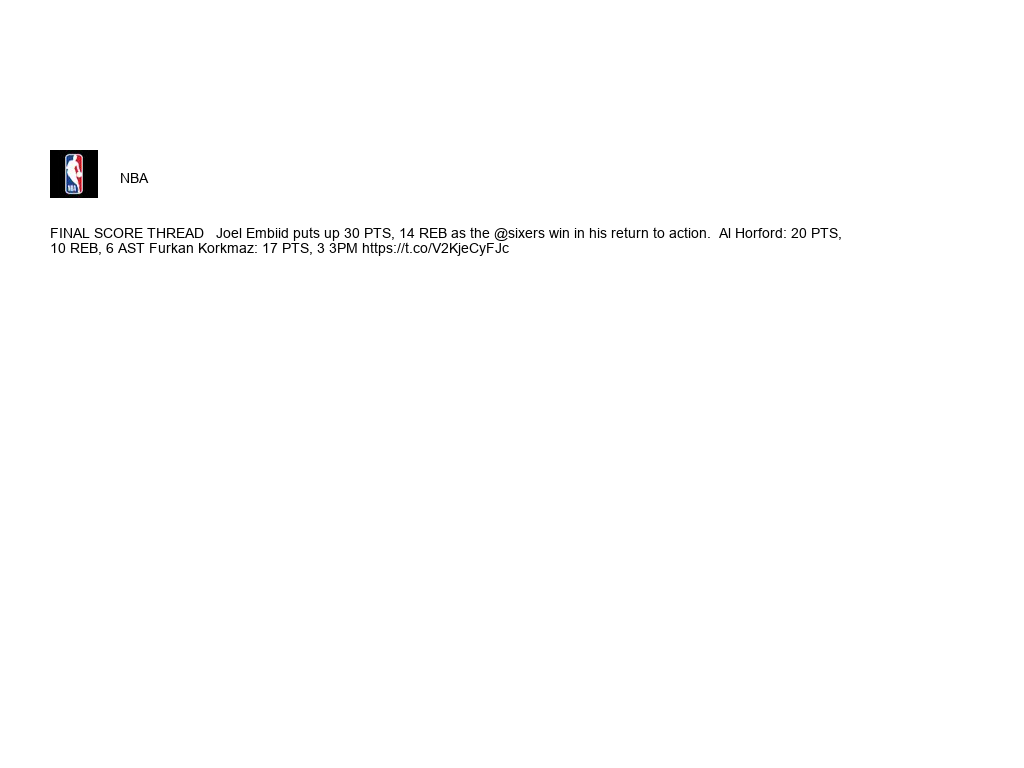 NBA
FINAL SCORE THREAD   Joel Embiid puts up 30 PTS, 14 REB as the @sixers win in his return to action.  Al Horford: 20 PTS,
10 REB, 6 AST Furkan Korkmaz: 17 PTS, 3 3PM https://t.co/V2KjeCyFJc